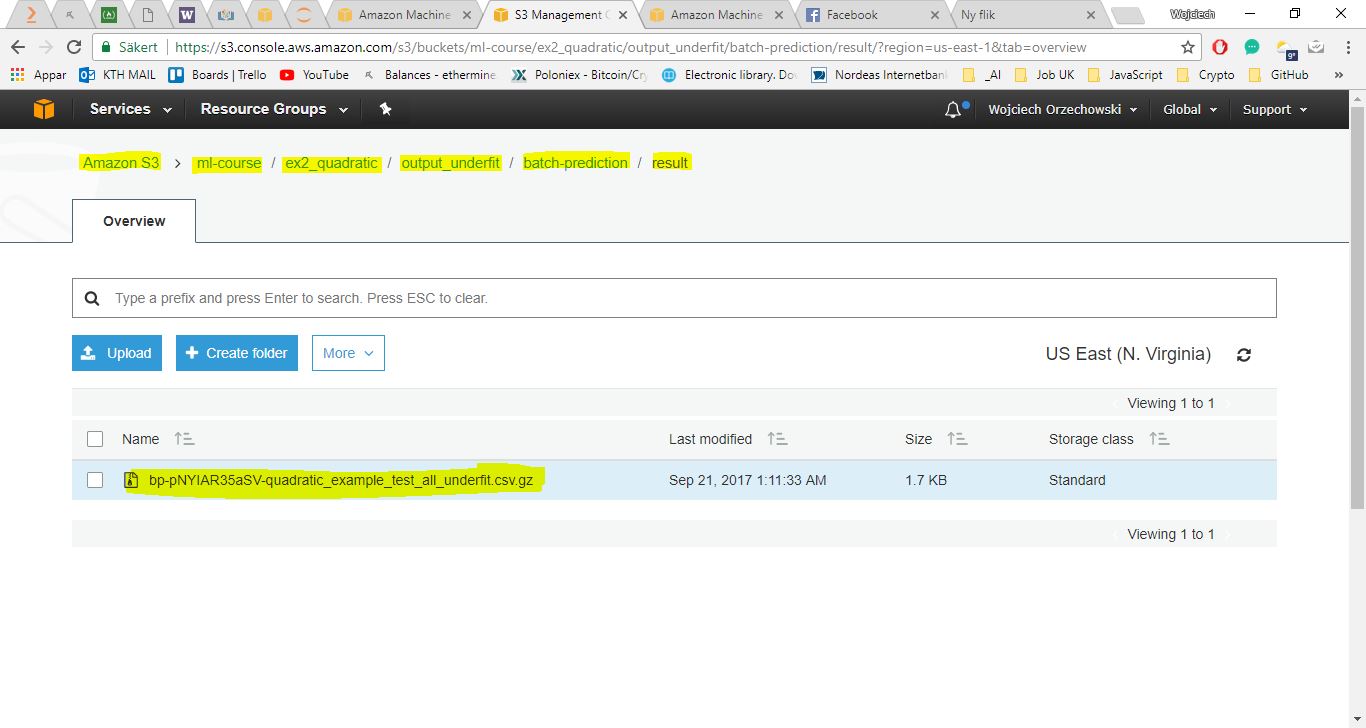 Amazon Machine
S3 Management C
Amazon Machine
Facebook
Ny flik
Wojciech
Säkert
https://s3.console.aws.amazon.com/s3/buckets/ml-course/ex2_quadratic/output_underfit/batch-prediction/result/?region=us-east-1&tab=overview
Appar KTH MAIL Boards | Trello YouTube Balances - ethermine Poloniex - Bitcoin/Cry Electronic library. Do Nordeas Internetbank _AI Job UK JavaScript Crypto GitHub »
Services Resource Groups Wojciech Orzechowski Global Support
Amazon S3 > ml-course / ex2_quadratic / output_underfit / batch-prediction / result
Overview
Type a prefix and press Enter to search. Press ESC to clear.
Upload + Create folder More US East (N. Virginia)
Viewing 1 to 1
Name Last modified Size Storage class
bp-pNYIAR35aSV-quadratic_example_test_all_underfit.csv.gz Sep 21, 2017 1:11:33 AM 1.7 KB Standard
Viewing 1 to 1